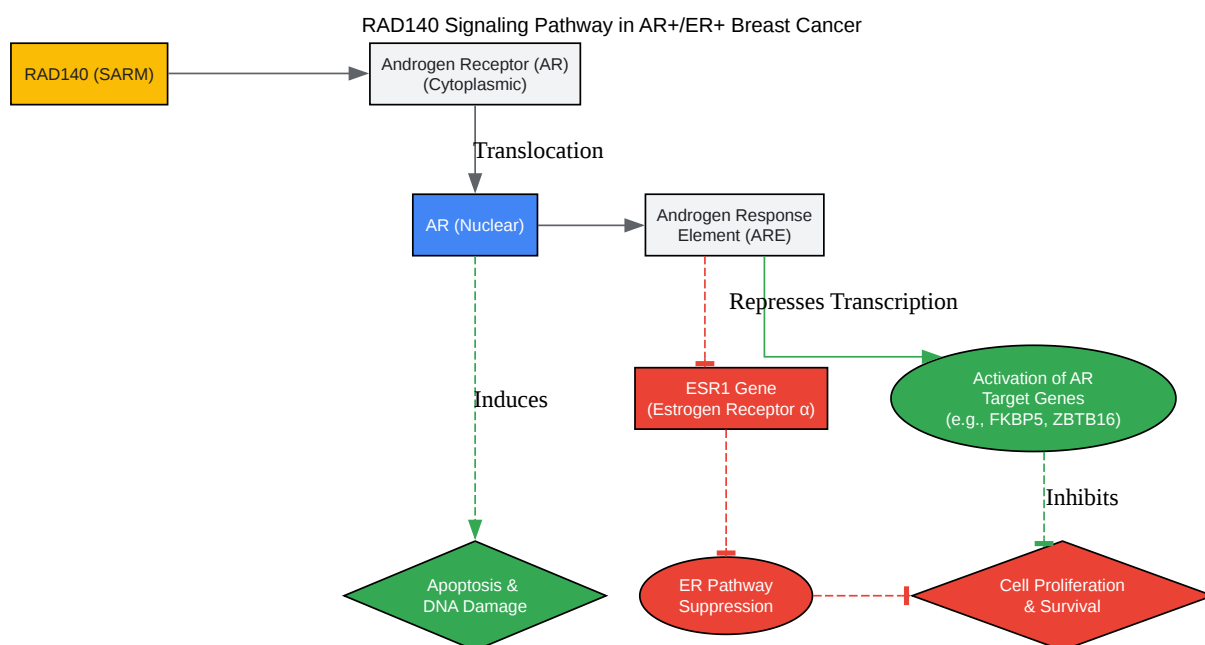 RAD140 Signaling Pathway in AR+/ER+ Breast Cancer
RAD140 (SARM)
Androgen Receptor (AR)
(Cytoplasmic)
Translocation
AR (Nuclear)
Androgen Response
Element (ARE)
Represses Transcription
Induces
ESR1 Gene
(Estrogen Receptor α)
Activation of AR
Target Genes
(e.g., FKBP5, ZBTB16)
Inhibits
Apoptosis &
DNA Damage
ER Pathway
Suppression
Cell Proliferation
& Survival